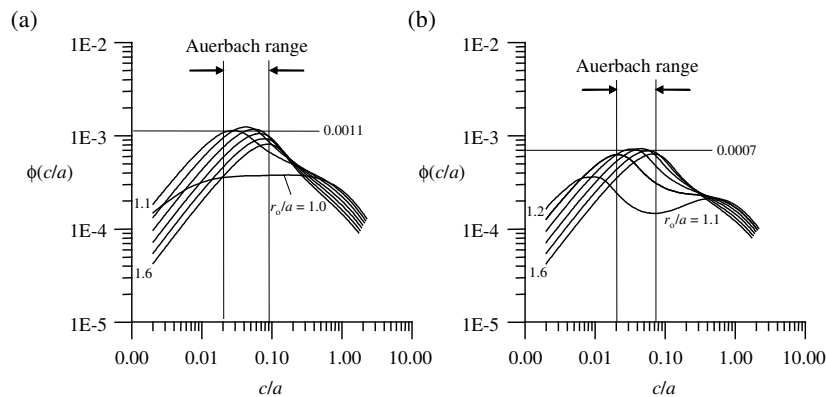 (a)
Auerbach range
1E-2
1E-3
0.0011
ϕ(c/a)
1.1
rₒ/a = 1.0
1E-4
1.6
1E-5
0.00 0.01 0.10 1.00 10.00
c/a
(b)
Auerbach range
1E-2
1E-3
0.0007
ϕ(c/a)
1.2
rₒ/a = 1.1
1E-4
1.6
1E-5
0.00 0.01 0.10 1.00 10.00
c/a